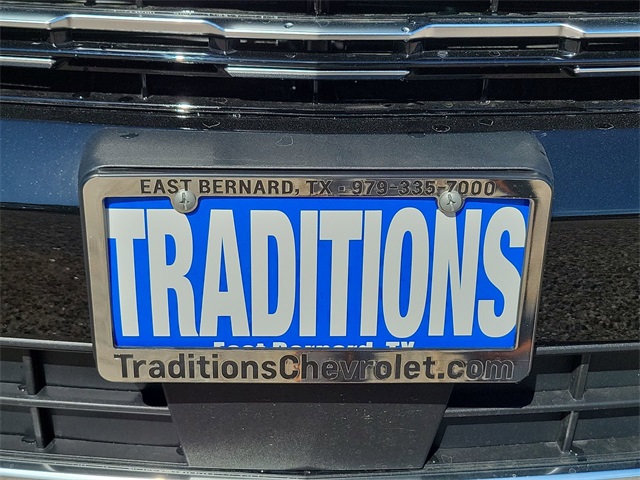 EAST BERNARD, TX - 979-335-7000
TRADITIONS
East Bernard, TX
TraditionsChevrolet.com